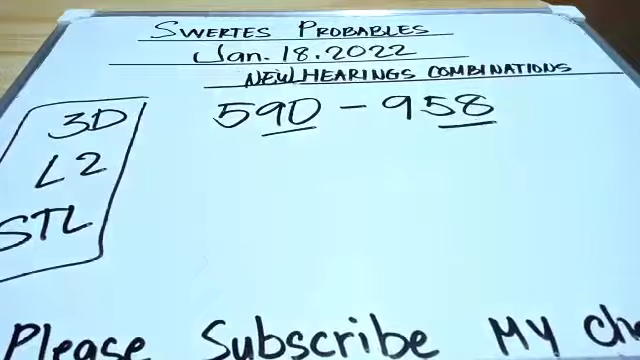 SWERTES PROBABLES
Jan. 18. 2022
NEW HEARINGS COMBINATIONS
590 - 958
3D
L2
STL
Please Subscribe My